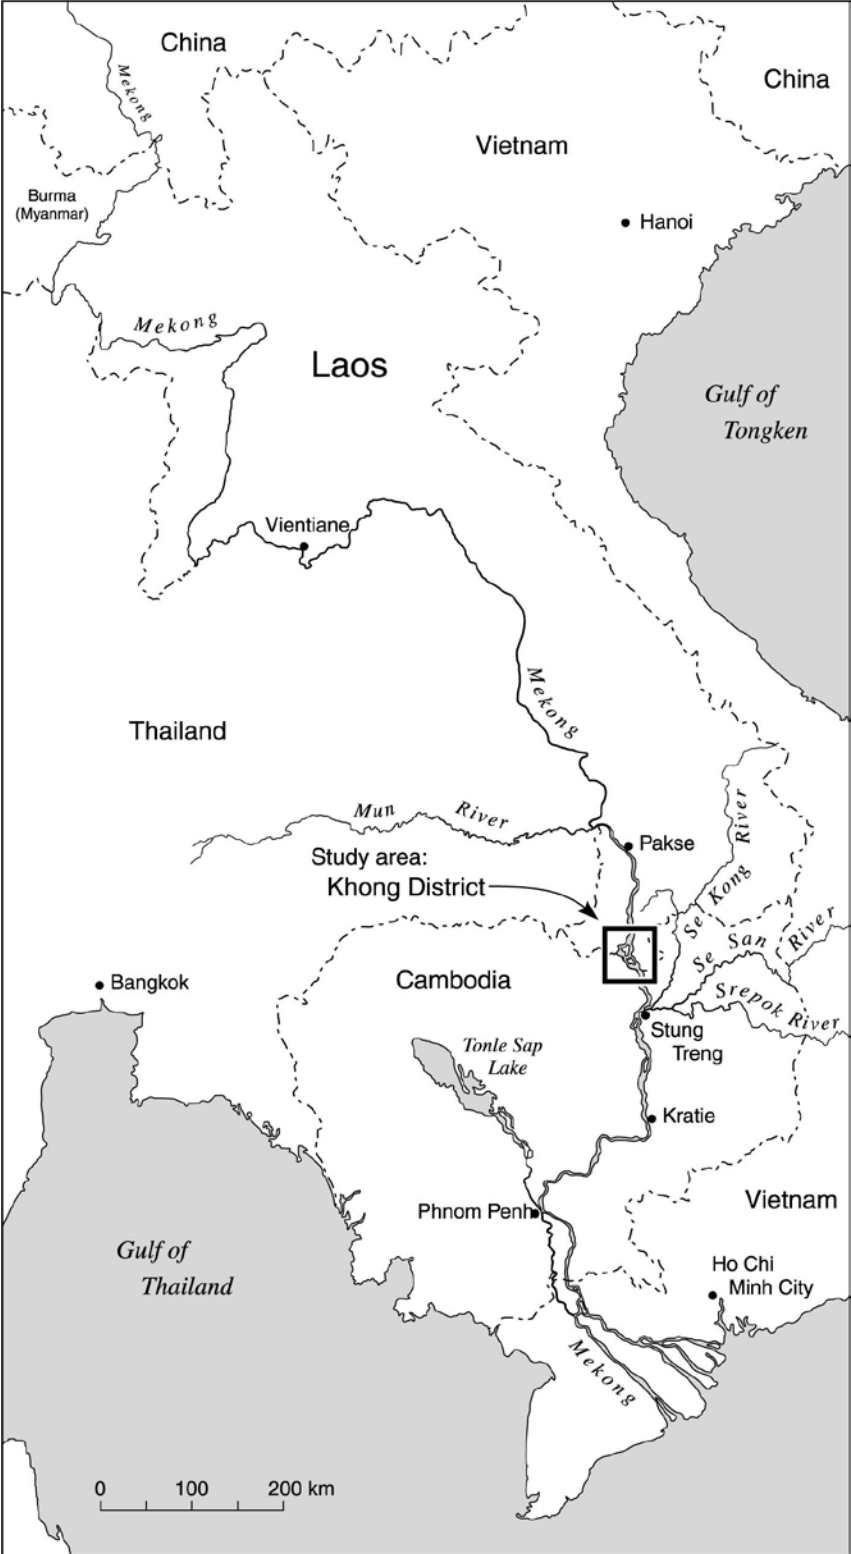 China
Mekong
China
Vietnam
Burma
(Myanmar)
Hanoi
Mekong
Laos
Gulf of
Tongken
Vientiane
Mekong
Thailand
Mun River
River
Pakse
Study area:
Khong District
Se Kong
Se San River
Bangkok
Cambodia
Srepok River
Stung
Treng
Tonle Sap
Lake
Kratie
Phnom Penh
Vietnam
Gulf of
Thailand
Ho Chi
Minh City
Mekong
0 100 200 km